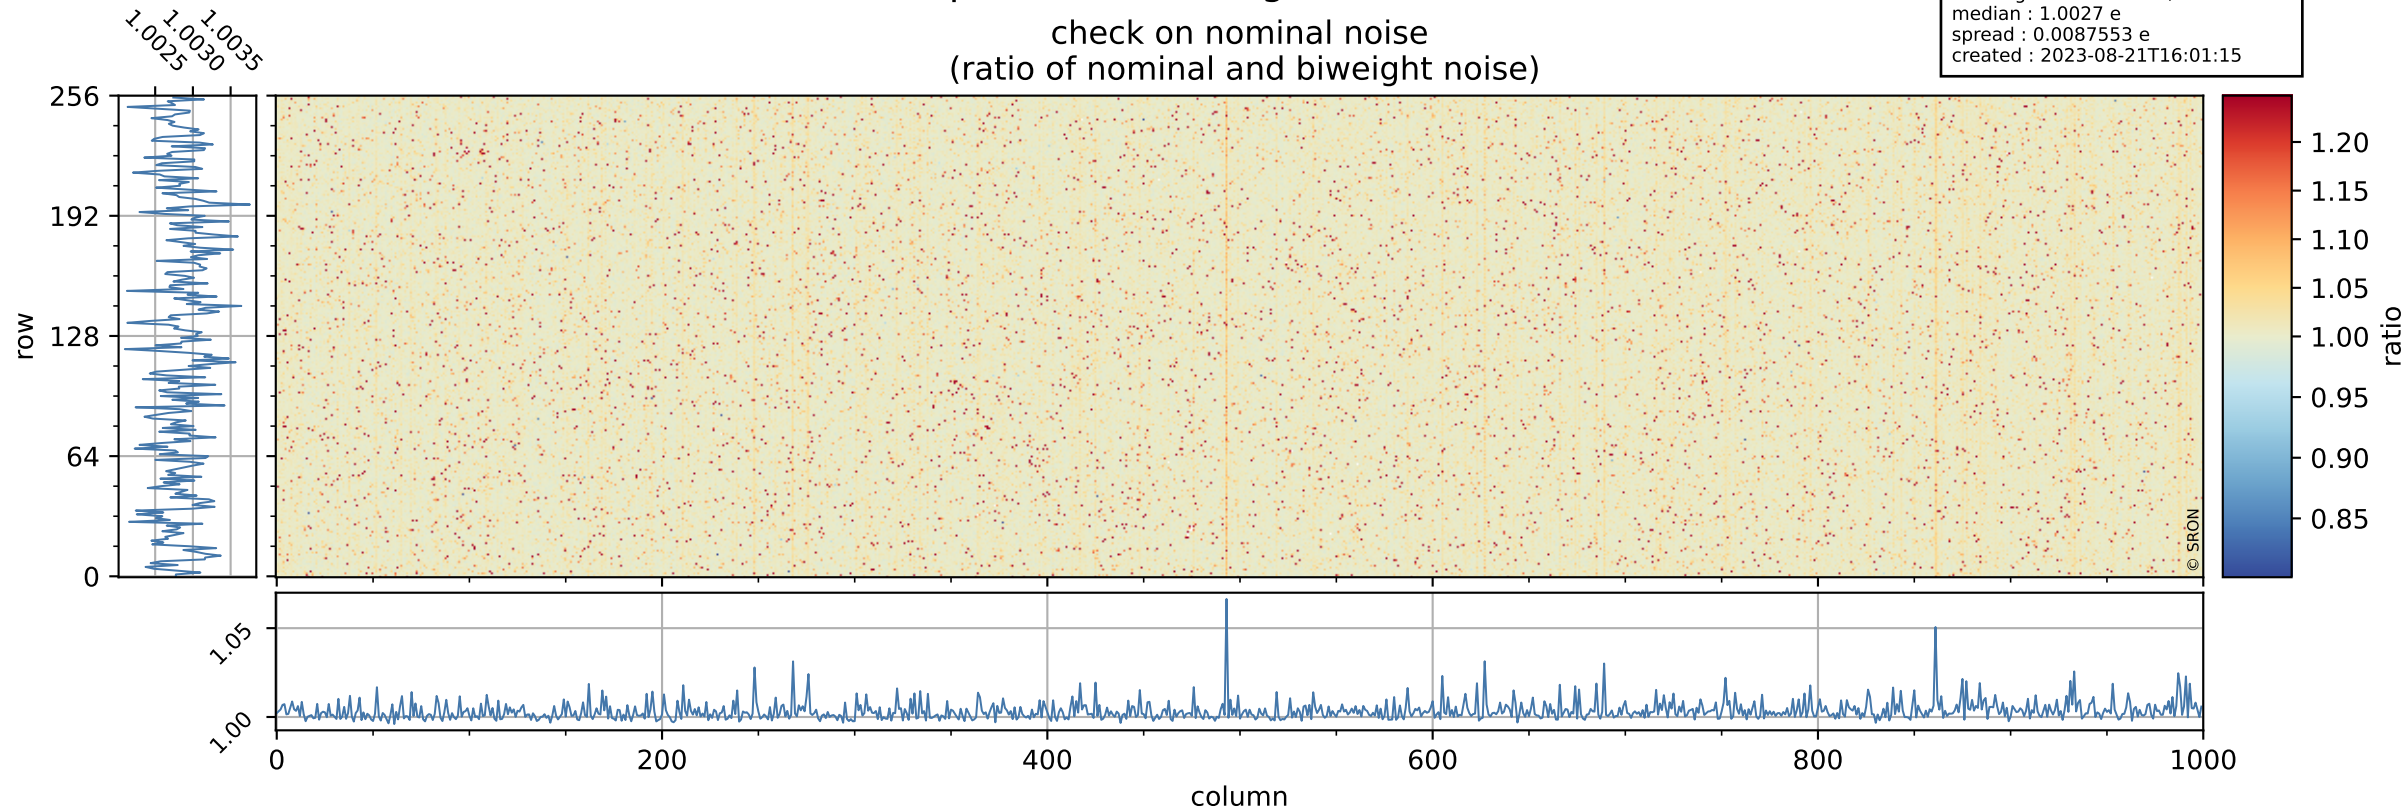 check on nominal noise
(ratio of nominal and biweight noise)
median : 1.0027 e
spread : 0.0087553 e
created : 2023-08-21T16:01:15
1.0025
1.0030
1.0035
256
192
128
64
0
row
1.20
1.15
1.10
1.05
1.00
0.95
0.90
0.85
ratio
© SRON
1.05
1.00
0
200
400
600
800
1000
column